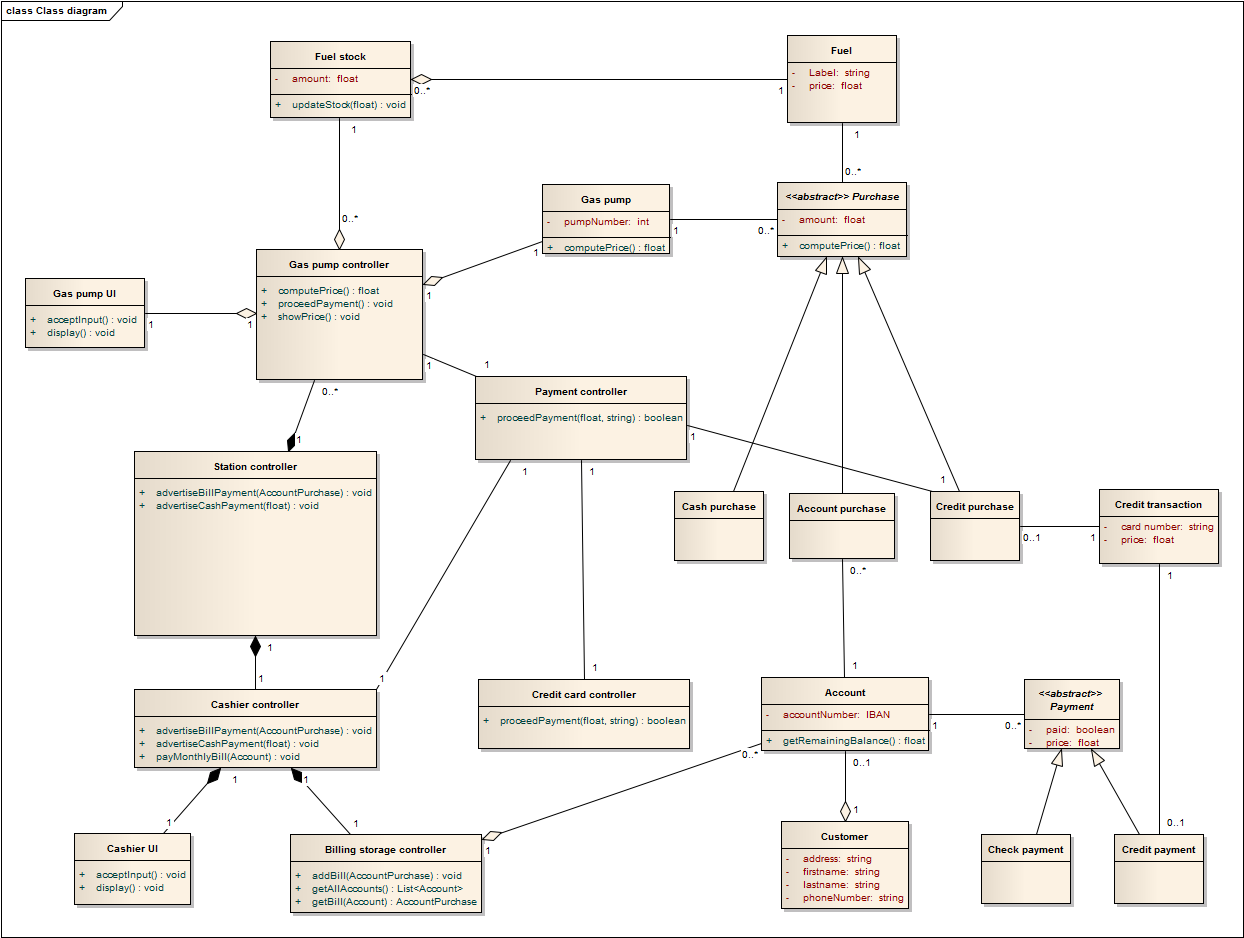 class Class diagram
Fuel stock
- amount: float
+ updateStock(float) : void
0..*
1
1
Fuel
- Label: string
- price: float
1
0..*
0..*
Gas pump
- pumpNumber: int
+ computePrice() : float
1
0..*
1
<<abstract>> Purchase
- amount: float
+ computePrice() : float
Gas pump controller
+ computePrice() : float
+ proceedPayment() : void
+ showPrice() : void
1
1
0..*
Gas pump UI
+ acceptInput() : void
+ display() : void
1
1
1
Payment controller
+ proceedPayment(float, string) : boolean
1
1
1
1
Station controller
+ advertiseBillPayment(AccountPurchase) : void
+ advertiseCashPayment(float) : void
1
1
1
Cash purchase
Account purchase
0..*
Credit purchase
0..1
1
Credit transaction
- card number: string
- price: float
1
Cashier controller
+ advertiseBillPayment(AccountPurchase) : void
+ advertiseCashPayment(float) : void
+ payMonthlyBill(Account) : void
1
1
1
1
Credit card controller
+ proceedPayment(float, string) : boolean
1
Account
- accountNumber: IBAN
+ getRemainingBalance() : float
1
0..*
0..*
0..1
<<abstract>>
Payment
- paid: boolean
- price: float
Cashier UI
+ acceptInput() : void
+ display() : void
1
1
Billing storage controller
+ addBill(AccountPurchase) : void
+ getAllAccounts() : List<Account>
+ getBill(Account) : AccountPurchase
1
1
Customer
- address: string
- firstname: string
- lastname: string
- phoneNumber: string
Check payment
0..1
Credit payment